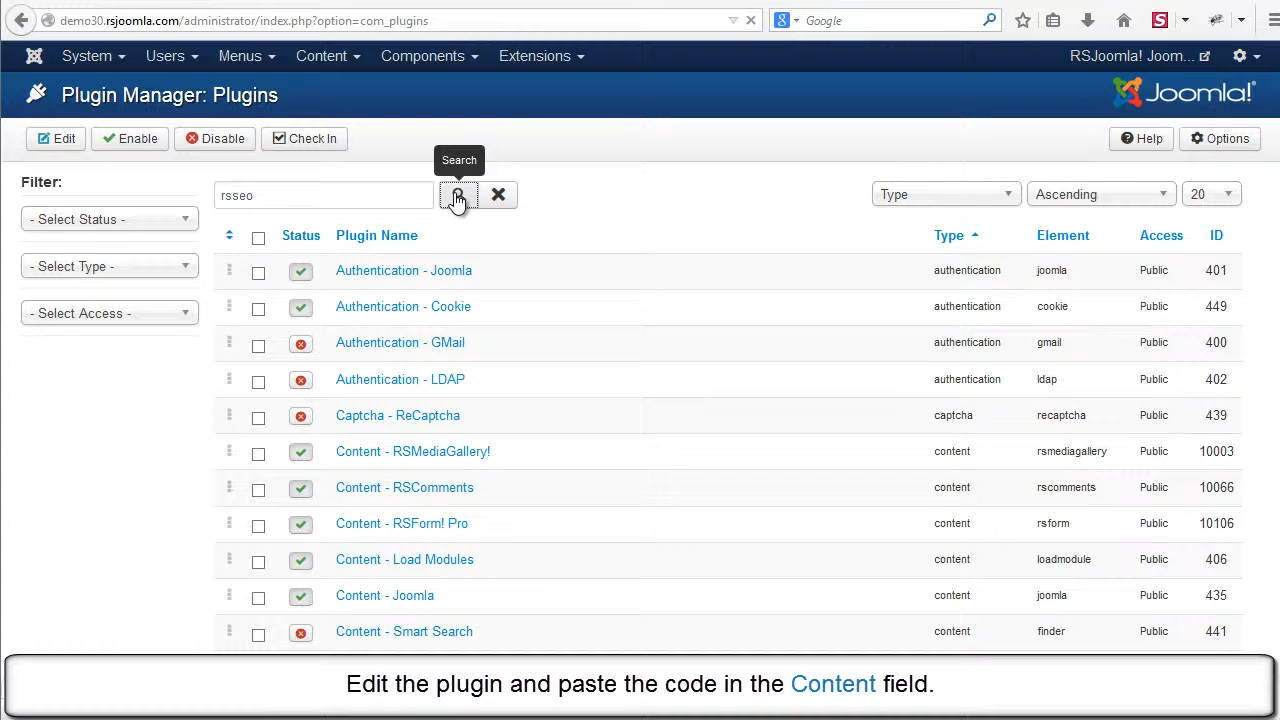 demo30.rsjoomla.com/administrator/index.php?option=com_plugins
Google
System Users Menus Content Components Extensions RSJoomla! Joom...
Plugin Manager: Plugins Joomla!
Edit Enable Disable Check In Help Options
Search
Filter:
rsseo Type Ascending 20
- Select Status -
- Select Type -
- Select Access -
Status Plugin Name Type Element Access ID
Authentication - Joomla authentication joomla Public 401
Authentication - Cookie authentication cookie Public 449
Authentication - GMail authentication gmail Public 400
Authentication - LDAP authentication ldap Public 402
Captcha - ReCaptcha captcha recaptcha Public 439
Content - RSMediaGallery! content rsmediagallery Public 10003
Content - RSComments content rscomments Public 10066
Content - RSForm! Pro content rsform Public 10106
Content - Load Modules content loadmodule Public 406
Content - Joomla content joomla Public 435
Content - Smart Search content finder Public 441
Edit the plugin and paste the code in the Content field.